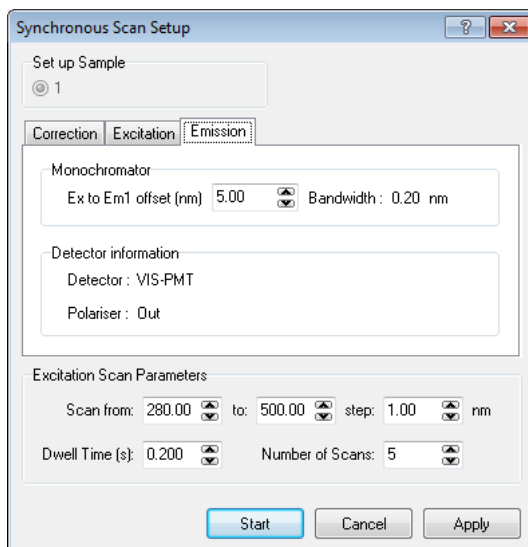 Synchronous Scan Setup
Set up Sample
1
Correction Excitation Emission
Monochromator
Ex to Em1 offset (nm) 5.00 Bandwidth : 0.20 nm
Detector information
Detector : VIS-PMT
Polariser : Out
Excitation Scan Parameters
Scan from: 280.00 to: 500.00 step: 1.00 nm
Dwell Time (s): 0.200 Number of Scans: 5
Start Cancel Apply